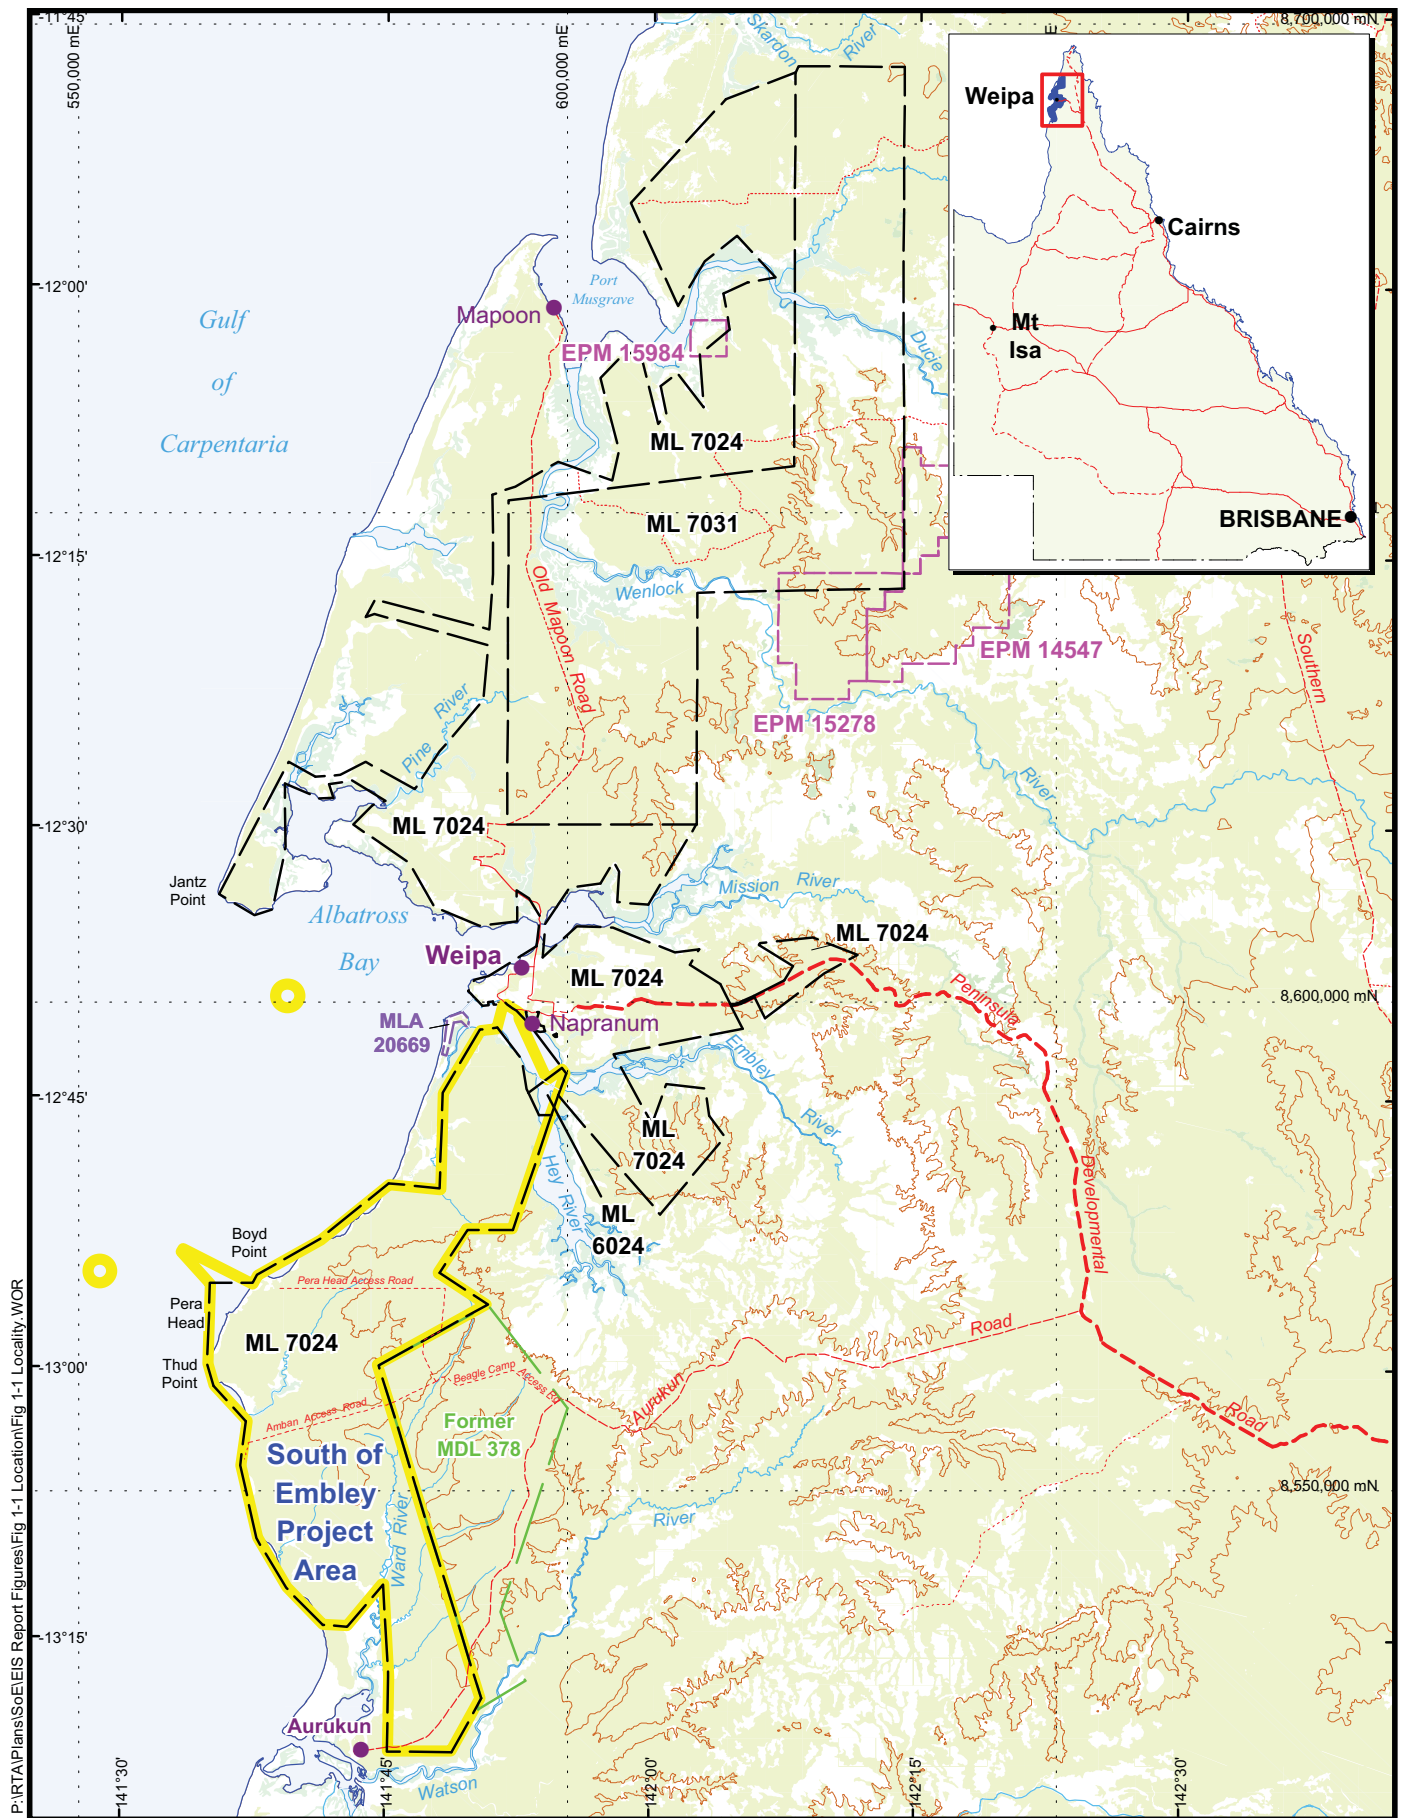 -11°45'
8,700,000 mN
550,000 mE
600,000 mE
E
Skardon
River
Weipa
Cairns
Mt
Isa
BRISBANE
-12°00'
Gulf
of
Carpentaria
Port
Musgrave
Mapoon
EPM 15984
Ducie
ML 7024
ML 7031
-12°15'
Wenlock
Old Mapoon Road
EPM 14547
Southern
EPM 15278
Pine River
River
-12°30'
ML 7024
Jantz
Point
Mission River
Albatross
Bay
ML 7024
Weipa
ML 7024
Peninsula
8,600,000 mN
MLA
20669
Napranum
Embley
River
-12°45'
ML
7024
Hey River
Developmental
ML
6024
Boyd
Point
Pera Head Access Road
Pera
Head
ML 7024
Road
-13°00'
Thud
Point
Beagle Camp Access Rd
Aurukun
Amban Access Road
Former
MDL 378
Road
South of
Embley
Project
Area
8,550,000 mN
River
Ward River
-13°15'
Aurukun
Watson
141°30'
141°45'
142°00'
142°15'
142°30'
P:\RTA\Plans\SoE\EIS Report Figures\Fig 1-1 Location\Fig 1-1 Locality.WOR